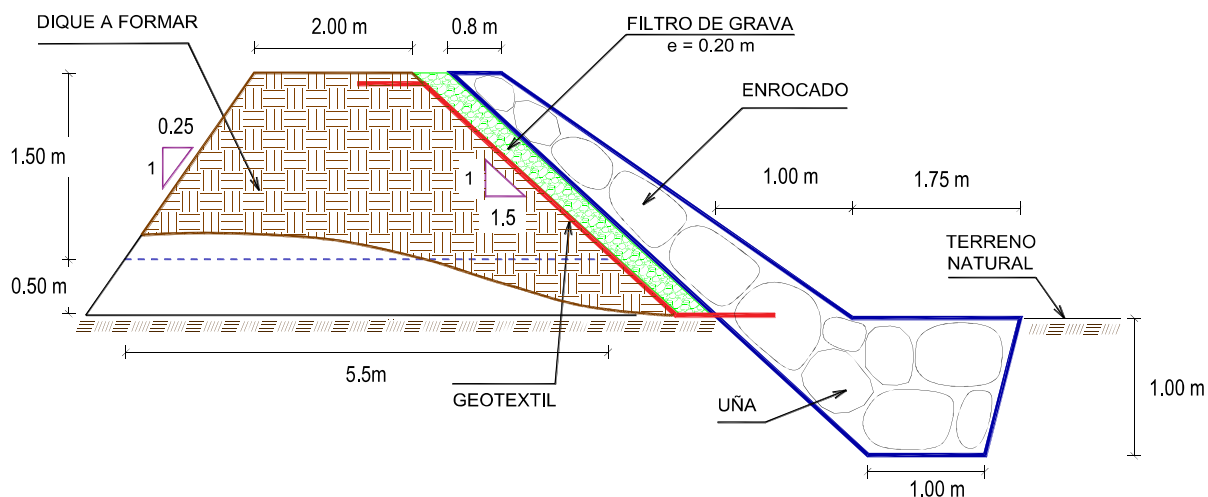 DIQUE A FORMAR
2.00 m
0.8 m
FILTRO DE GRAVA
e = 0.20 m
ENROCADO
0.25
1
1.50 m
1
1.5
1.00 m
1.75 m
TERRENO
NATURAL
0.50 m
5.5m
GEOTEXTIL
UÑA
1.00 m
1.00 m